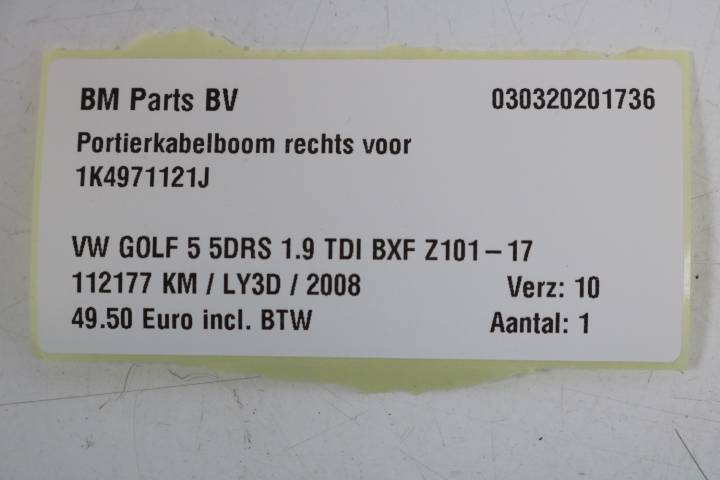 BM Parts BV 030320201736
Portierkabelboom rechts voor
1K4971121J
VW GOLF 5 5DRS 1.9 TDI BXF Z101-17
112177 KM / LY3D / 2008 Verz: 10
49.50 Euro incl. BTW Aantal: 1